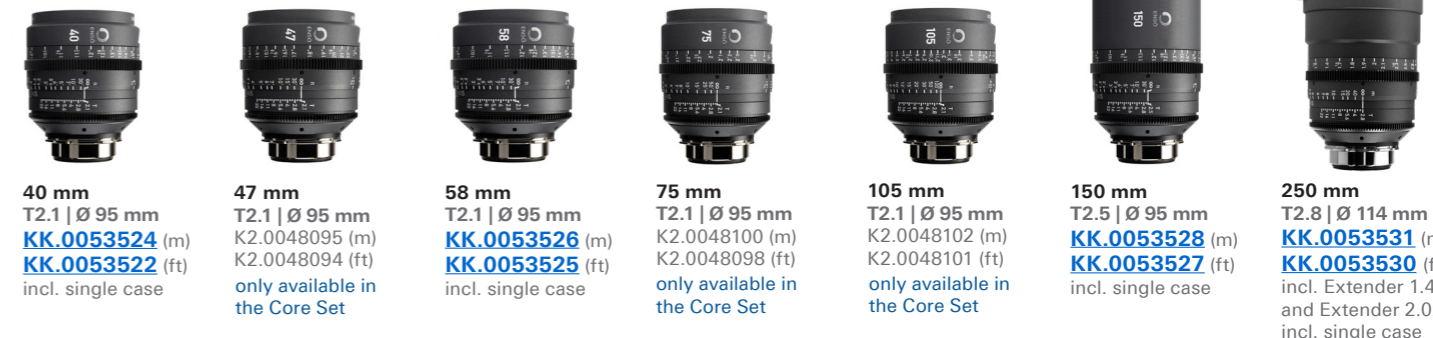 40 mm
T2.1 | Ø 95 mm
KK.0053524 (m)
KK.0053522 (ft)
incl. single case
47 mm
T2.1 | Ø 95 mm
K2.0048095 (m)
K2.0048094 (ft)
only available in
the Core Set
58 mm
T2.1 | Ø 95 mm
KK.0053526 (m)
KK.0053525 (ft)
incl. single case
75 mm
T2.1 | Ø 95 mm
K2.0048100 (m)
K2.0048098 (ft)
only available in
the Core Set
105 mm
T2.1 | Ø 95 mm
K2.0048102 (m)
K2.0048101 (ft)
only available in
the Core Set
150 mm
T2.5 | Ø 95 mm
KK.0053528 (m)
KK.0053527 (ft)
incl. single case
250 mm
T2.8 | Ø 114 mm
KK.0053531
KK.0053530
incl. Extender 1.4
and Extender 2.0
incl. single case
40
47
58
75
105
150